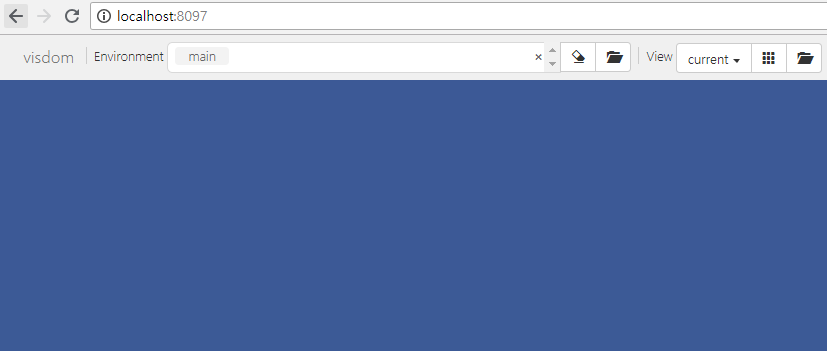 localhost:8097
visdom Environment main × View current